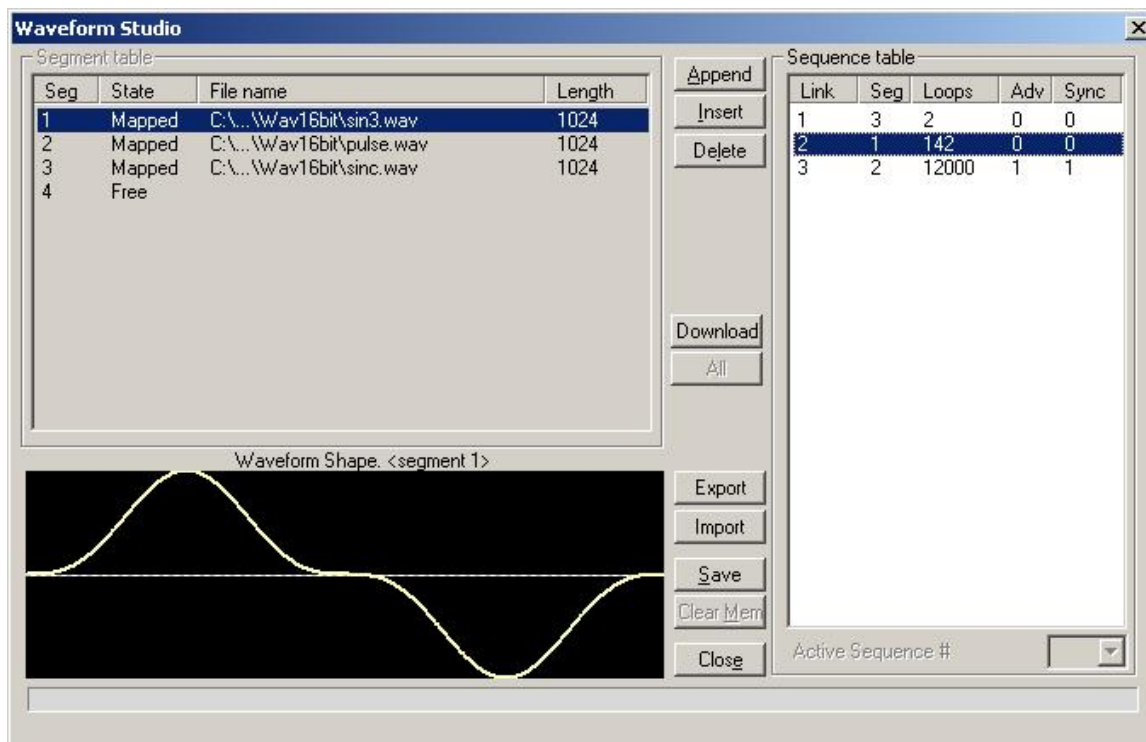 Waveform Studio
Segment table
Seg State File name Length
1 Mapped C:\...\Wav16bit\sin3.wav 1024
2 Mapped C:\...\Wav16bit\pulse.wav 1024
3 Mapped C:\...\Wav16bit\sinc.wav 1024
4 Free
Waveform Shape. <segment 1>
Append
Insert
Delete
Download
All
Export
Import
Save
Clear Mem
Close
Sequence table
Link Seg Loops Adv Sync
1 3 2 0 0
2 1 142 0 0
3 2 12000 1 1
Active Sequence #